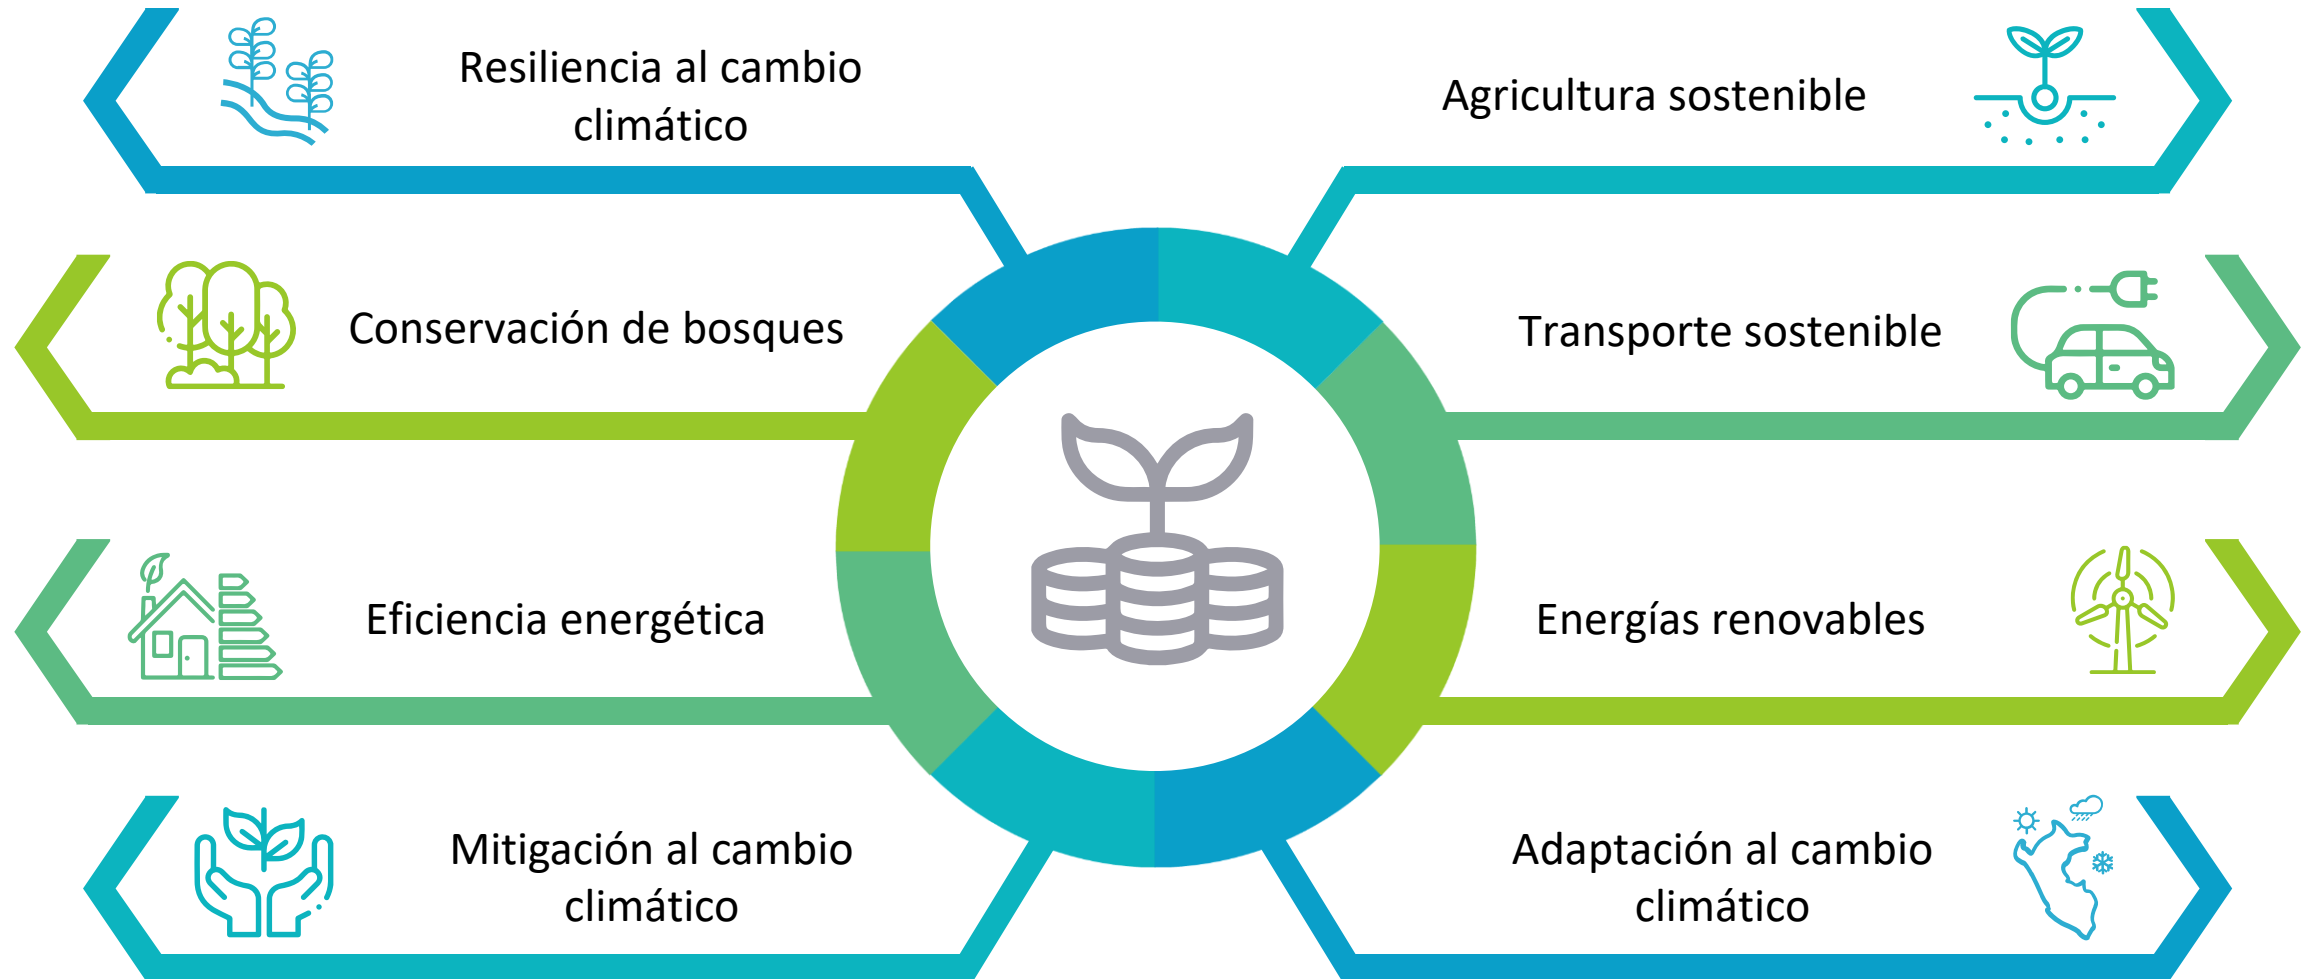 Resiliencia al cambio
climático
Agricultura sostenible
Conservación de bosques
Transporte sostenible
Eficiencia energética
Energías renovables
Mitigación al cambio
climático
Adaptación al cambio
climático